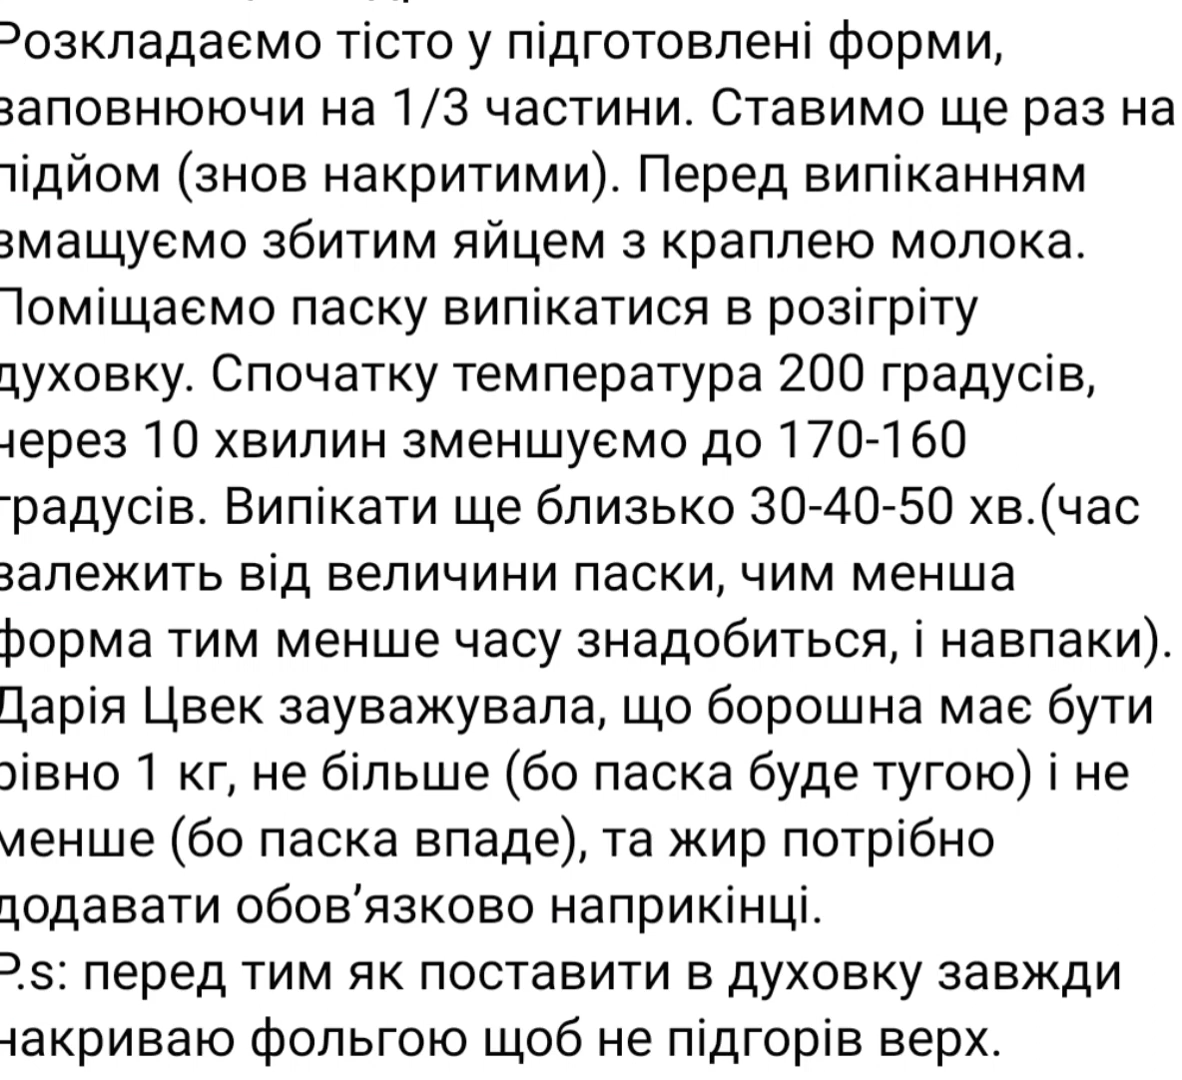 Розкладаємо тісто у підготовлені форми,
заповнюючи на 1/3 частини. Ставимо ще раз на
підйом (знов накритими). Перед випіканням
змащуємо збитим яйцем з краплею молока.
Поміщаємо паску випікатися в розігріту
духовку. Спочатку температура 200 градусів,
через 10 хвилин зменшуємо до 170-160
градусів. Випікати ще близько 30-40-50 хв.(час
залежить від величини паски, чим менша
форма тим менше часу знадобиться, і навпаки).
Дарія Цвек зауважувала, що борошна має бути
рівно 1 кг, не більше (бо паска буде тугою) і не
менше (бо паска впаде), та жир потрібно
додавати обов’язково наприкінці.
P.s: перед тим як поставити в духовку завжди
накриваю фольгою щоб не підгорів верх.